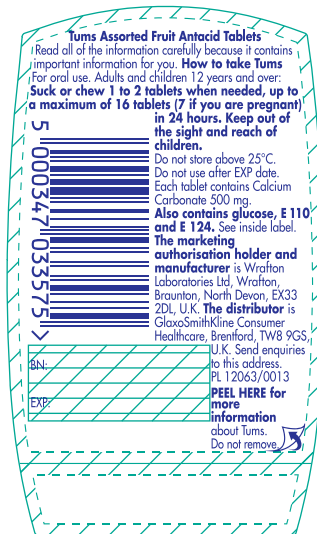 Tums Assorted Fruit Antacid Tablets
Read all of the information carefully because it contains
important information for you. How to take Tums
For oral use. Adults and children 12 years and over:
Suck or chew 1 to 2 tablets when needed, up to
a maximum of 16 tablets (7 if you are pregnant)
in 24 hours. Keep out of
the sight and reach of
children.
Do not store above 25°C.
Do not use after EXP date.
Each tablet contains Calcium
Carbonate 500 mg.
Also contains glucose, E 110
and E 124. See inside label.
The marketing
authorisation holder and
manufacturer is Wrafton
Laboratories Ltd, Wrafton,
Braunton, North Devon, EX33
2DL, U.K. The distributor is
GlaxoSmithKline Consumer
Healthcare, Brentford, TW8 9GS,
U.K. Send enquiries
to this address.
PL 12063/0013
PEEL HERE for
more
information
about Tums.
Do not remove.
5 000347 033575 >
BN:
EXP: